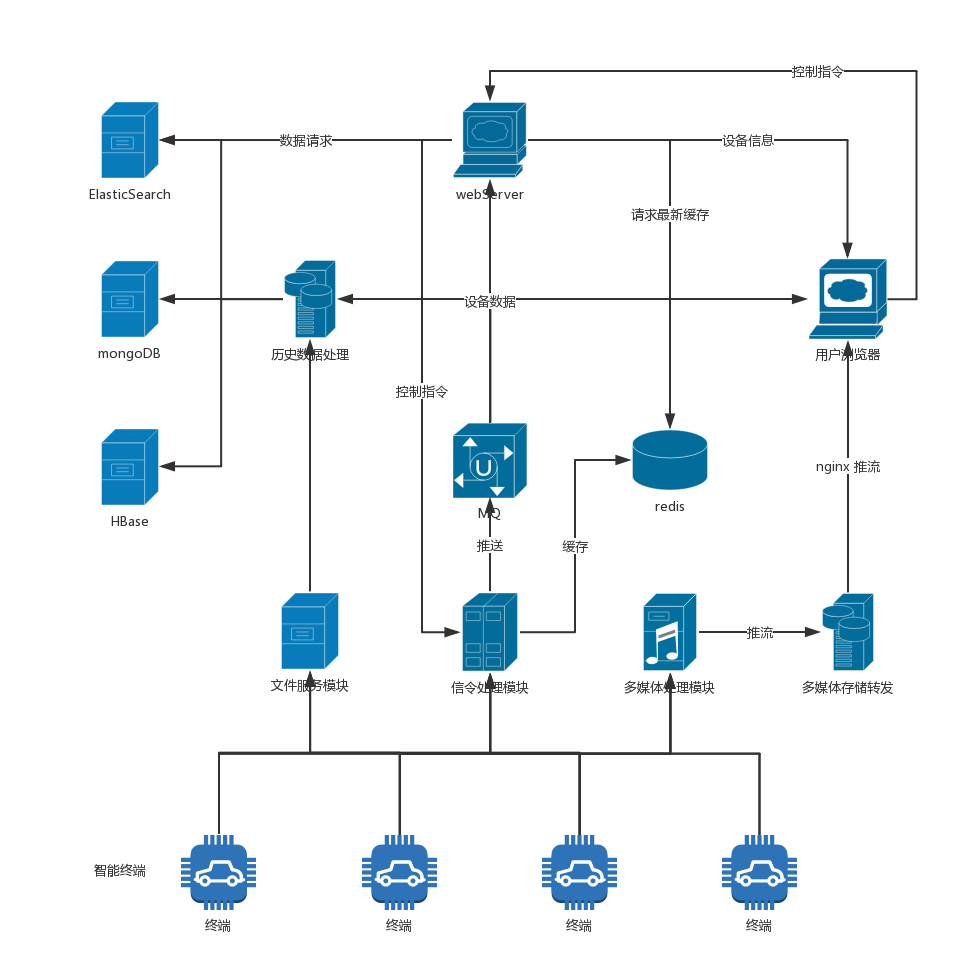 控制指令
数据请求
设备信息
ElasticSearch
webServer
请求最新缓存
设备数据
mongoDB
历史数据处理
用户浏览器
控制指令
nginx 推流
redis
MQ
HBase
推送
缓存
推流
文件服务模块
信令处理模块
多媒体处理模块
多媒体存储转发
智能终端
终端
终端
终端
终端
U